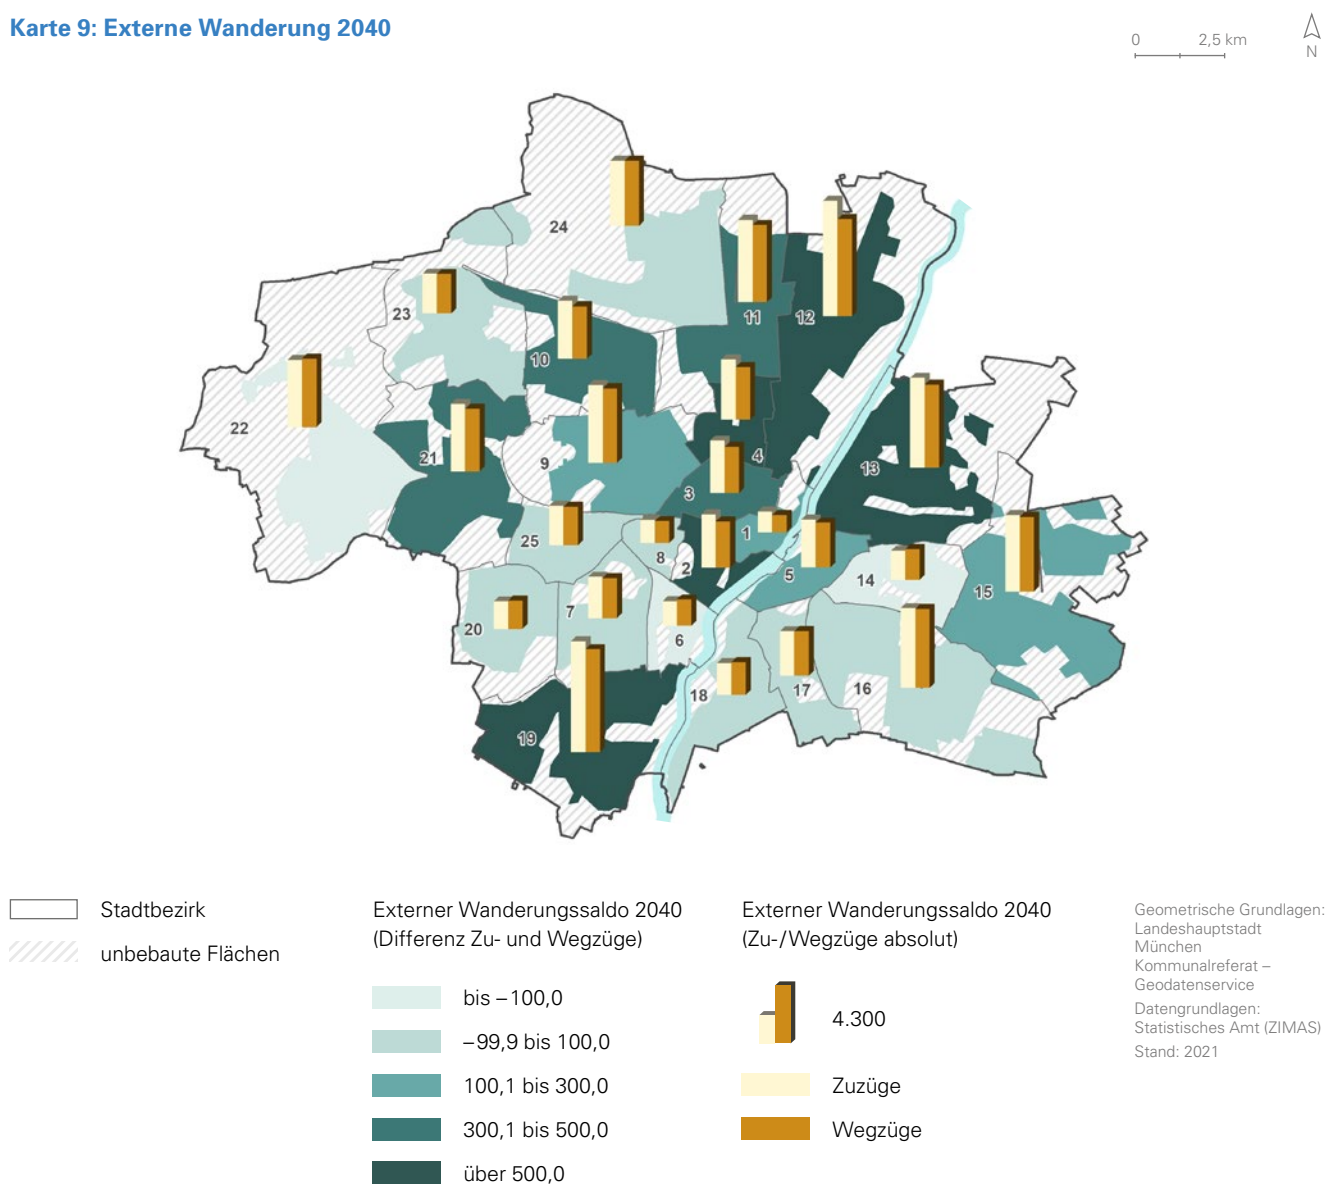 Karte 9: Externe Wanderung 2040
0 2,5 km
N
24
23
11
12
10
22
21
9
4
13
3
25
8
2
1
5
14
15
20
7
6
18
17
16
19
Stadtbezirk
unbebaute Flächen
Externer Wanderungssaldo 2040
(Differenz Zu- und Wegzüge)
bis –100,0
–99,9 bis 100,0
100,1 bis 300,0
300,1 bis 500,0
über 500,0
Externer Wanderungssaldo 2040
(Zu-/Wegzüge absolut)
4.300
Zuzüge
Wegzüge
Geometrische Grundlagen:
Landeshauptstadt
München
Kommunalreferat –
Geodatenservice
Datengrundlagen:
Statistisches Amt (ZIMAS)
Stand: 2021